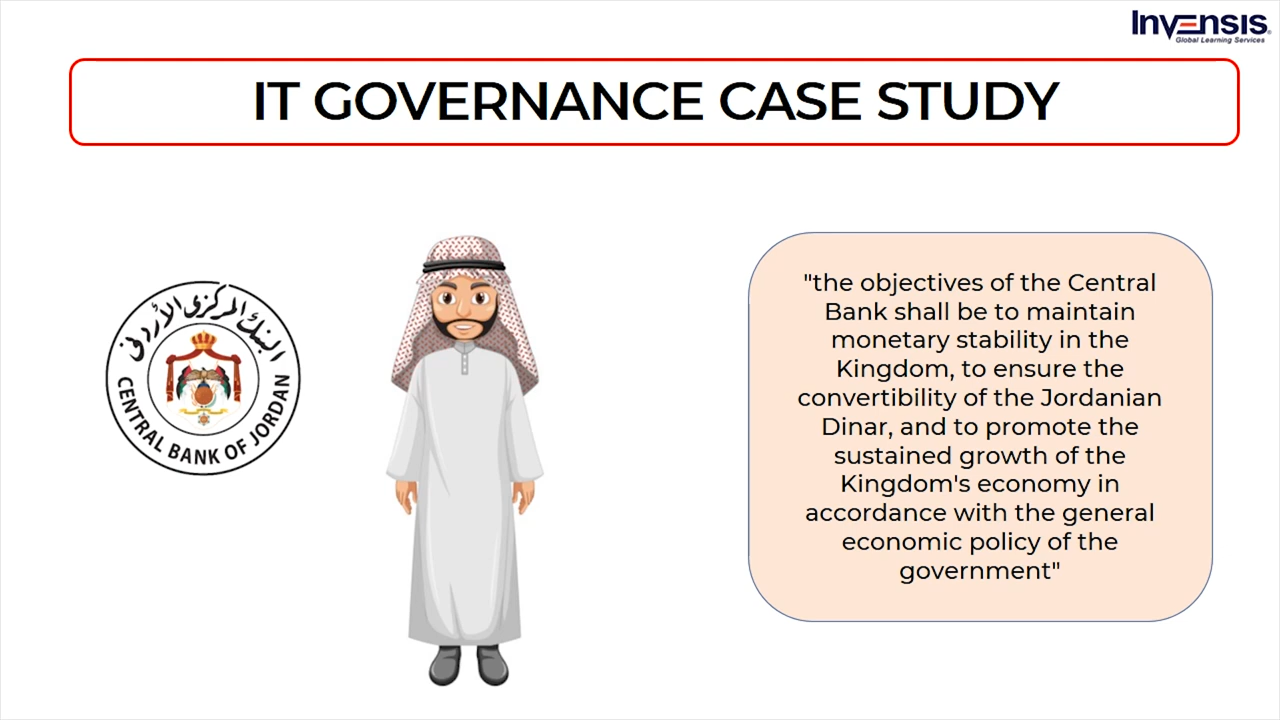 Invensis
Global Learning Services
IT GOVERNANCE CASE STUDY
البنك المركزي الأردني
CENTRAL BANK OF JORDAN
"the objectives of the Central
Bank shall be to maintain
monetary stability in the
Kingdom, to ensure the
convertibility of the Jordanian
Dinar, and to promote the
sustained growth of the
Kingdom's economy in
accordance with the general
economic policy of the
government"